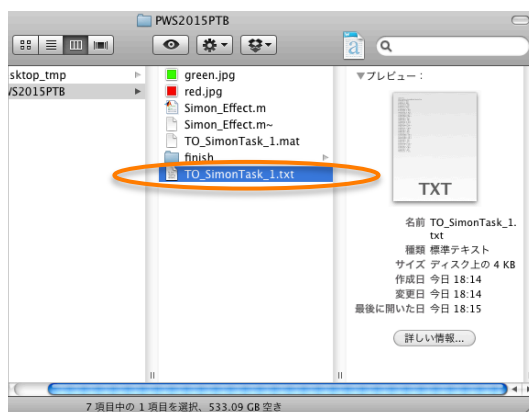 PWS2015PTB
sktop_tmp
WS2015PTB
green.jpg
red.jpg
Simon_Effect.m
Simon_Effect.m~
TO_SimonTask_1.mat
finish
TO_SimonTask_1.txt
▼プレビュー：
TXT
名前 TO_SimonTask_1.
txt
種類 標準テキスト
サイズ ディスク上の 4 KB
作成日 今日 18:14
変更日 今日 18:14
最後に開いた日 今日 18:15
詳しい情報...
7 項目中の 1 項目を選択、533.09 GB 空き